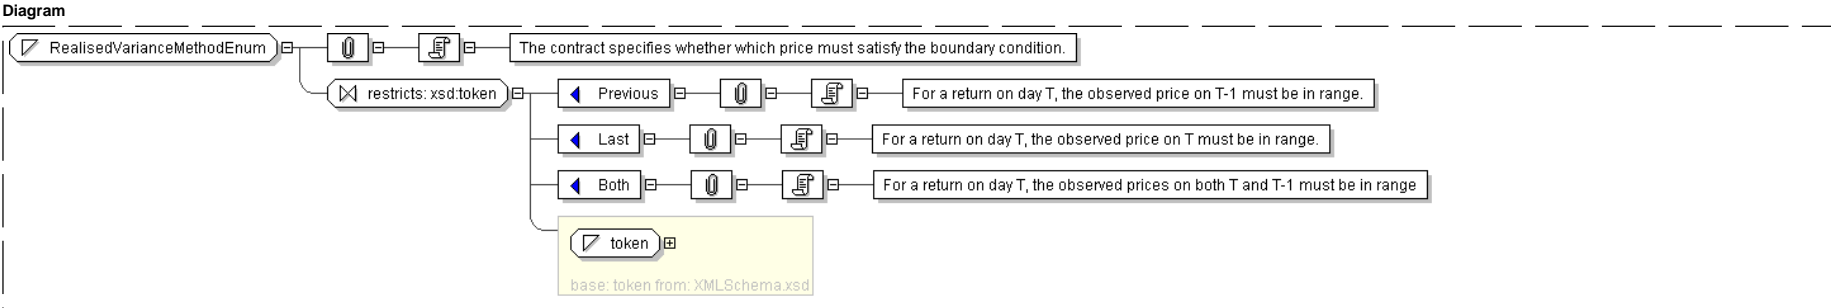 Diagram
RealisedVarianceMethodEnum
The contract specifies whether which price must satisfy the boundary condition.
restricts: xsd:token
Previous
For a return on day T, the observed price on T-1 must be in range.
Last
For a return on day T, the observed price on T must be in range.
Both
For a return on day T, the observed prices on both T and T-1 must be in range
token
base: token from: XMLSchema.xsd